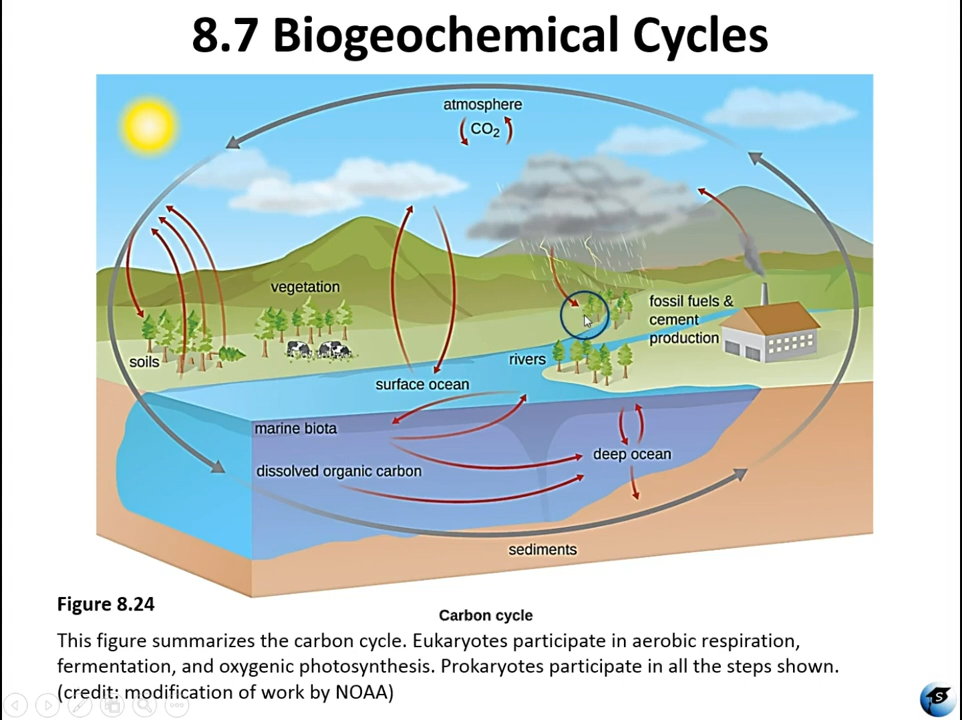 8.7 Biogeochemical Cycles
atmosphere
CO₂
vegetation
fossil fuels &
cement
production
soils
rivers
surface ocean
marine biota
deep ocean
dissolved organic carbon
sediments
Figure 8.24
Carbon cycle
This figure summarizes the carbon cycle. Eukaryotes participate in aerobic respiration,
fermentation, and oxygenic photosynthesis. Prokaryotes participate in all the steps shown.
(credit: modification of work by NOAA)
S